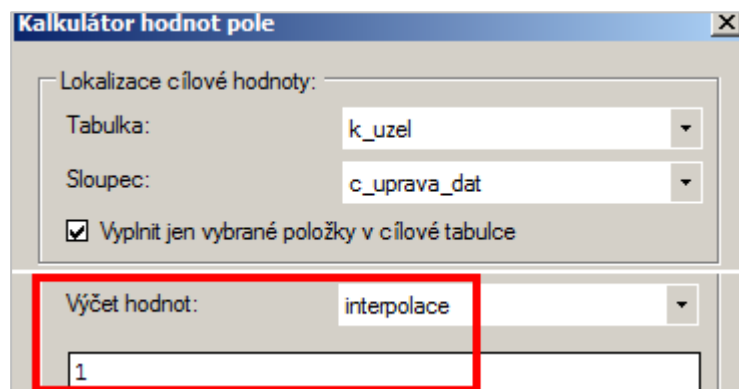 Kalkulátor hodnot pole
Lokalizace cílové hodnoty:
Tabulka: k_uzel
Sloupec: c_uprava_dat
Vyplnit jen vybrané položky v cílové tabulce
Výčet hodnot: interpolace
1